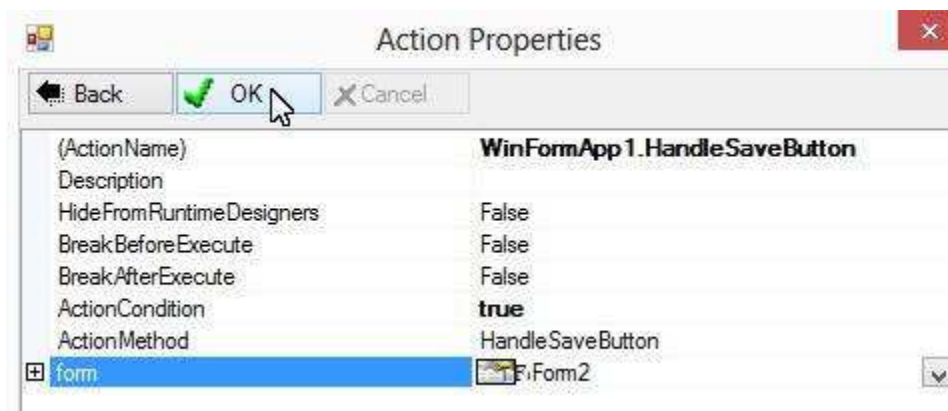 Action Properties
Back OK Cancel
(ActionName) WinFormApp1.HandleSaveButton
Description
HideFromRuntimeDesigners False
BreakBeforeExecute False
BreakAfterExecute False
ActionCondition true
ActionMethod HandleSaveButton
form Form2